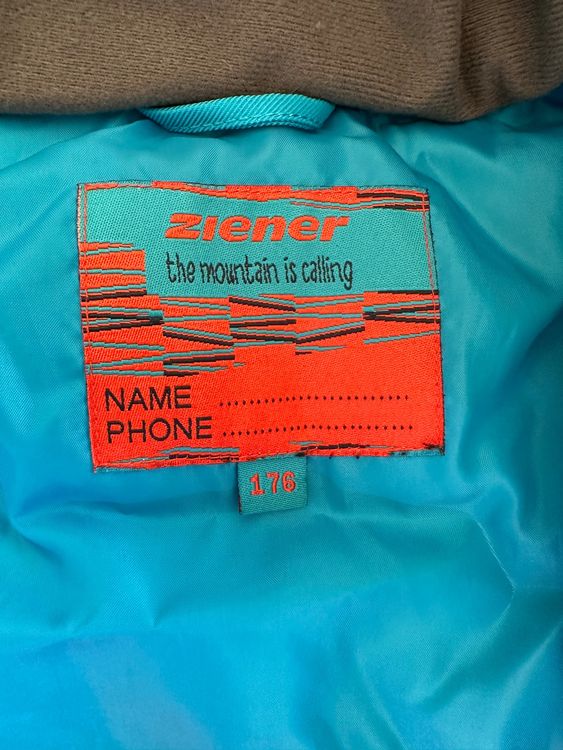 ziener
the mountain is calling
NAME ..............................
PHONE ..............................
176